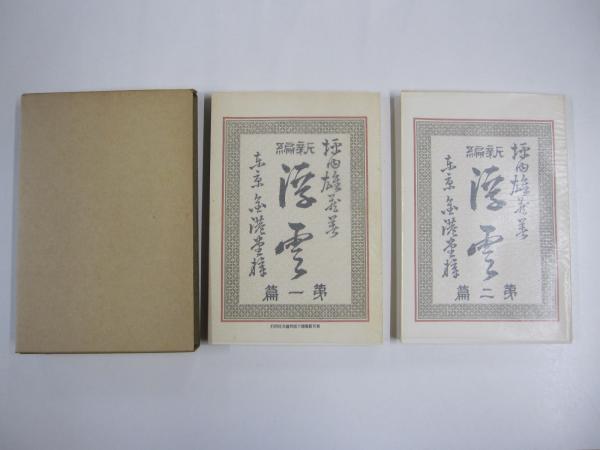 坪内雄蔵著
新編
浮雲
第一篇
東京 金港堂梓
坪内雄蔵著
新編
浮雲
第二篇
東京 金港堂梓